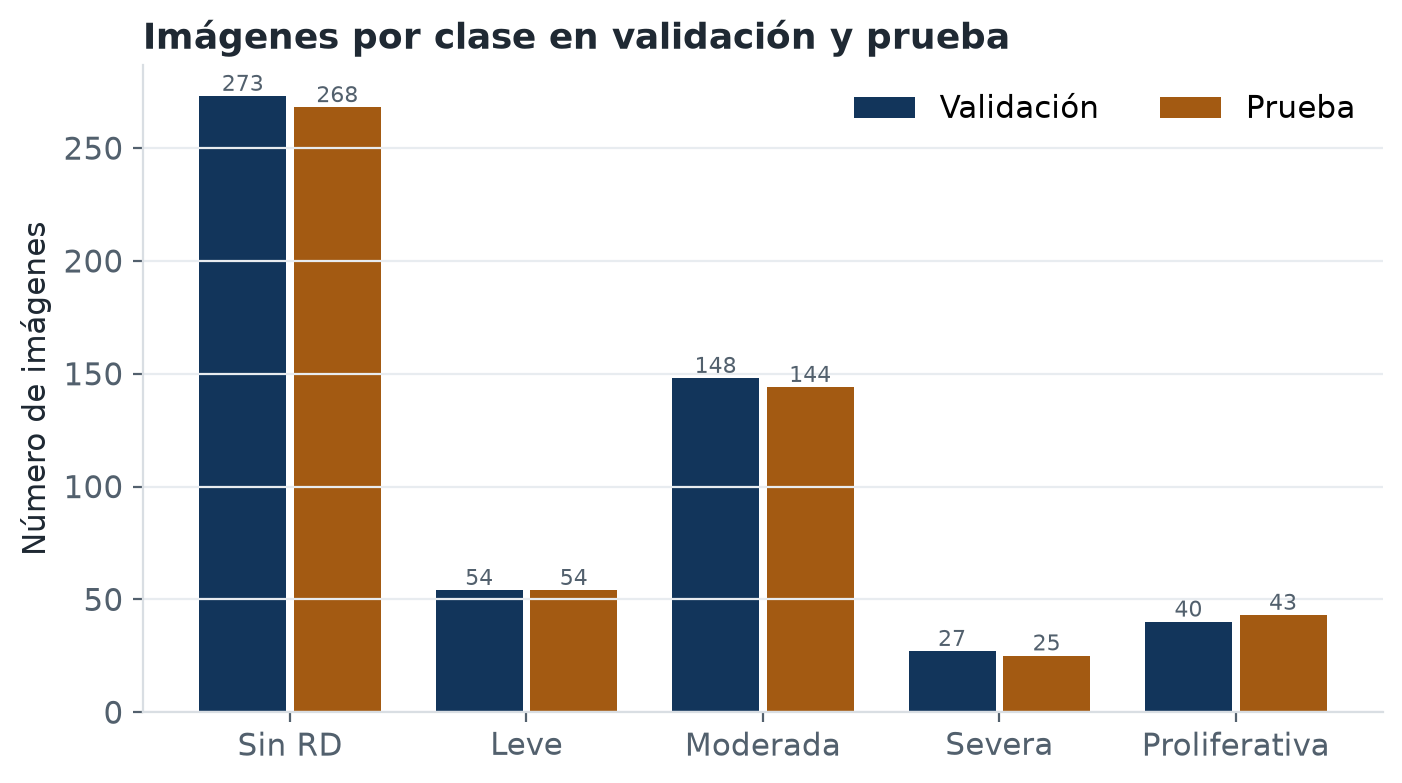 Imágenes por clase en validación y prueba
Validación
Prueba
Número de imágenes
250
200
150
100
50
0
273
268
54
54
148
144
27
25
40
43
Sin RD
Leve
Moderada
Severa
Proliferativa